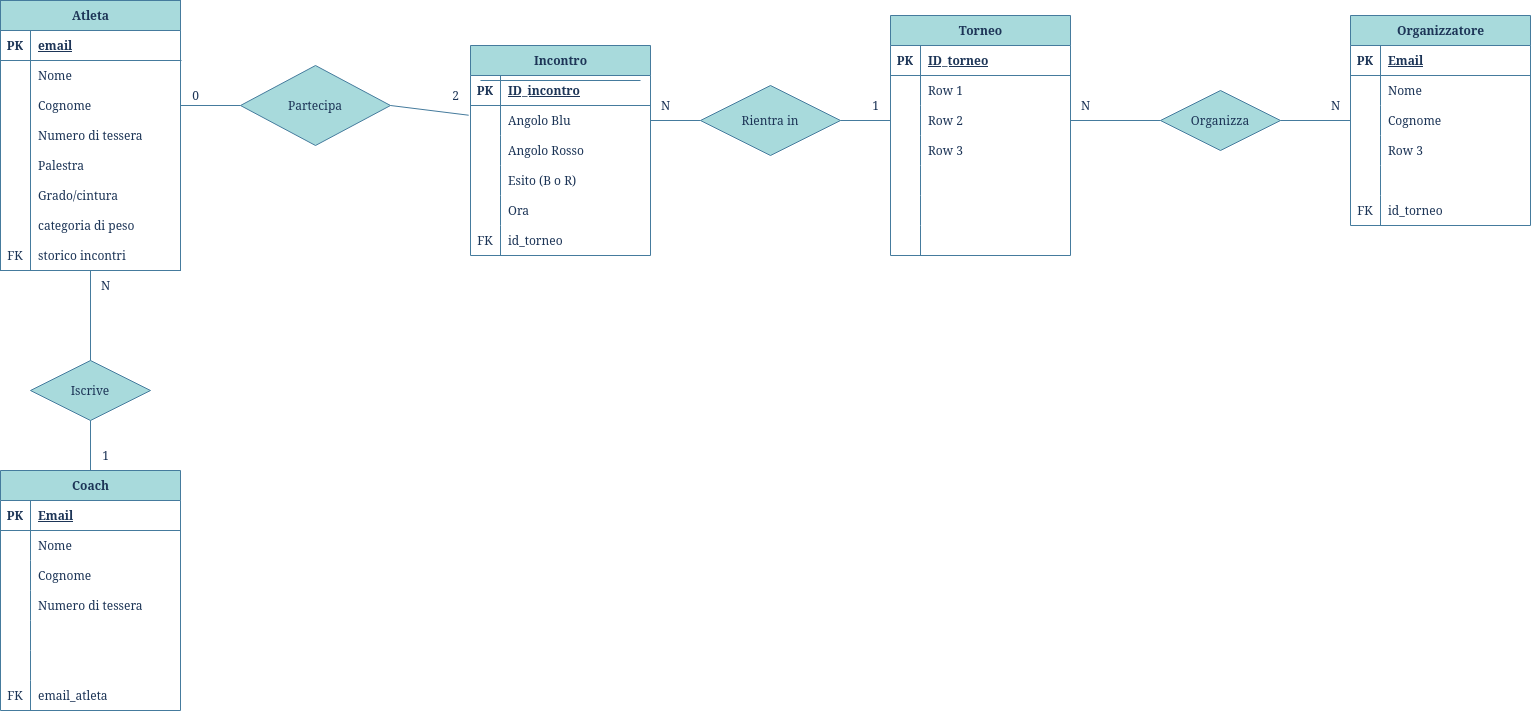 Atleta
PK email
Nome
Cognome
Numero di tessera
Palestra
Grado/cintura
categoria di peso
FK storico incontri
0
Partecipa
2
Incontro
PK ID_incontro
Angolo Blu
Angolo Rosso
Esito (B o R)
Ora
FK id_torneo
N
Rientra in
1
Torneo
PK ID_torneo
Row 1
Row 2
Row 3
N
Organizza
N
Organizzatore
PK Email
Nome
Cognome
Row 3
FK id_torneo
N
Iscrive
1
Coach
PK Email
Nome
Cognome
Numero di tessera
FK email_atleta